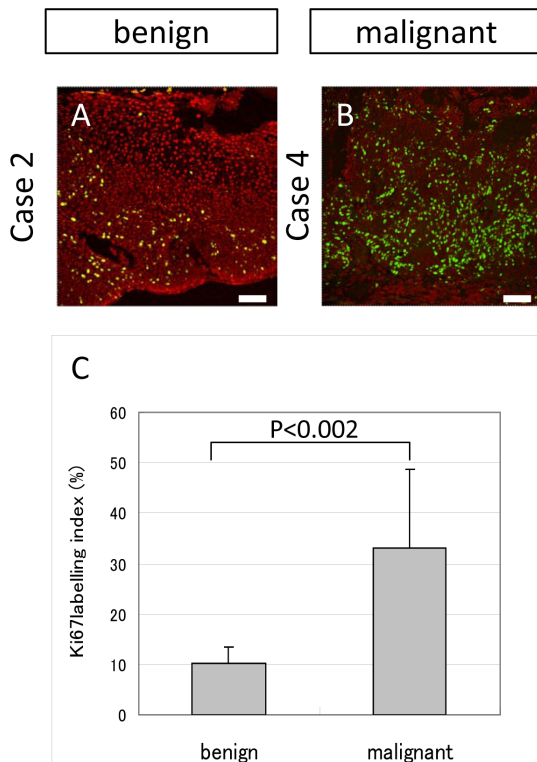 benign
malignant
A
B
Case 2
Case 4
C
P<0.002
Ki67labelling index (%)
60
50
40
30
20
10
0
benign
malignant